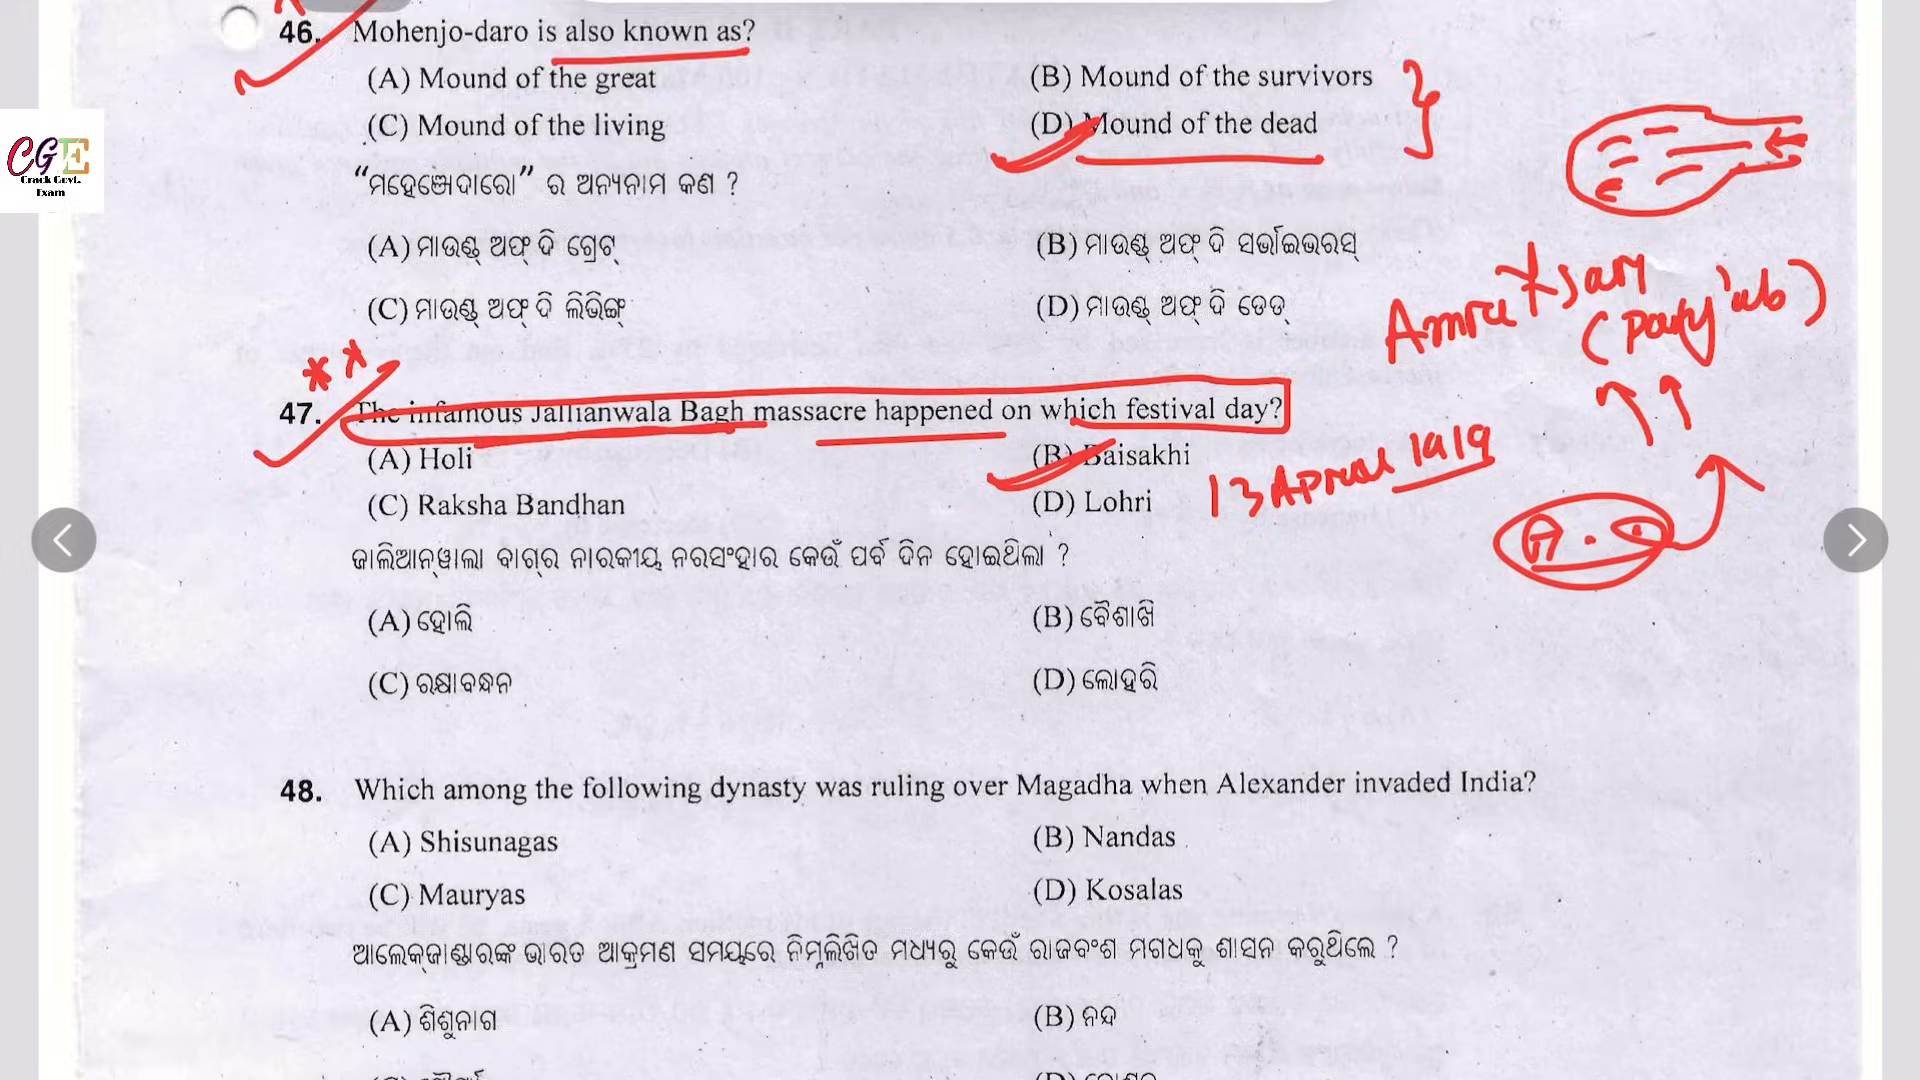 46. Mohenjo-daro is also known as?
(A) Mound of the great
(B) Mound of the survivors
(C) Mound of the living
(D) Mound of the dead
CGE
Crack Govt.
Exam
“ମହେଞ୍ଜୋଦାରୋ” ର ଅନ୍ୟନାମ କଣ ?
(A) ମାଉଣ୍ଡ୍ ଅଫ୍ ଦି ଗ୍ରେଟ୍
(B) ମାଉଣ୍ଡ୍ ଅଫ୍ ଦି ସର୍ଭାଇଭରସ୍
(C) ମାଉଣ୍ଡ୍ ଅଫ୍ ଦି ଲିଭିଙ୍ଗ୍
(D) ମାଉଣ୍ଡ୍ ଅଫ୍ ଦି ଡେଡ୍
47. The infamous Jallianwala Bagh massacre happened on which festival day?
(A) Holi
(B) Baisakhi
13 April 1919
(C) Raksha Bandhan
(D) Lohri
ଜାଲିଆନ୍‌ୱାଲା ବାଗ୍‌ର ନାରକୀୟ ନରସଂହାର କେଉଁ ପର୍ବ ଦିନ ହୋଇଥିଲା ?
(A) ହୋଲି
(B) ବୈଶାଖି
(C) ରକ୍ଷାବନ୍ଧନ
(D) ଲୋହରି
48. Which among the following dynasty was ruling over Magadha when Alexander invaded India?
(A) Shisunagas
(B) Nandas
(C) Mauryas
(D) Kosalas
ଆଲେକ୍‌ଜାଣ୍ଡାରଙ୍କ ଭାରତ ଆକ୍ରମଣ ସମୟରେ ନିମ୍ନଲିଖିତ ମଧ୍ୟରୁ କେଉଁ ରାଜବଂଶ ମଗଧକୁ ଶାସନ କରୁଥିଲେ ?
(A) ଶିଶୁନାଗ
(B) ନନ୍ଦ